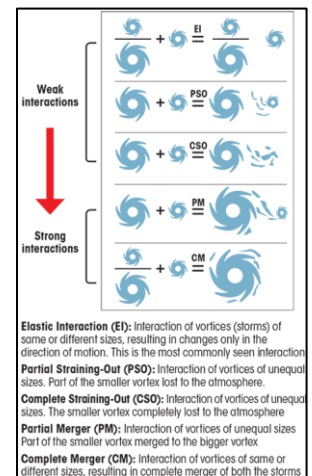 EI
+ =
Weak
interactions
PSO
+ =
CSO
+ =
PM
+ =
Strong
interactions
CM
+ =
Elastic Interaction (EI): Interaction of vortices (storms) of
same or different sizes, resulting in changes only in the
direction of motion. This is the most commonly seen interaction
Partial Straining-Out (PSO): Interaction of vortices of unequal
sizes. Part of the smaller vortex lost to the atmosphere.
Complete Straining-Out (CSO): Interaction of vortices of unequal
sizes. The smaller vortex completely lost to the atmosphere
Partial Merger (PM): Interaction of vortices of unequal sizes
Part of the smaller vortex merged to the bigger vortex
Complete Merger (CM): Interaction of vortices of same or
different sizes, resulting in complete merger of both the storms